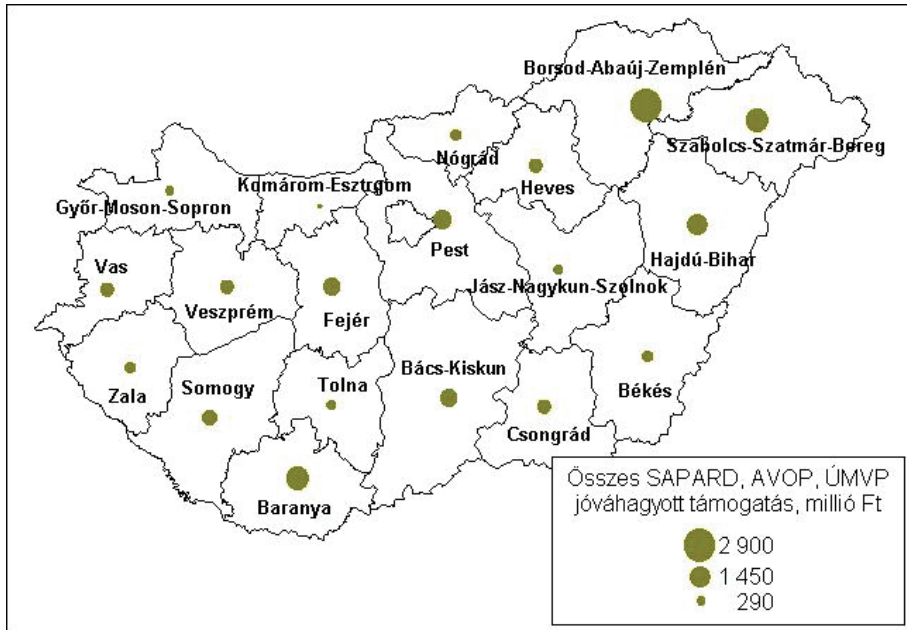 Borsod-Abaúj-Zemplén
Szabolcs-Szatmár-Bereg
Nógrád
Heves
Komárom-Esztrgom
Győr-Moson-Sopron
Pest
Hajdú-Bihar
Vas
Jász-Nagykun-Szolnok
Veszprém
Fejér
Bács-Kiskun
Tolna
Somogy
Zala
Békés
Csongrád
Baranya
Összes SAPARD, AVOP, ÚMVP
jóváhagyott támogatás, millió Ft
2 900
1 450
290